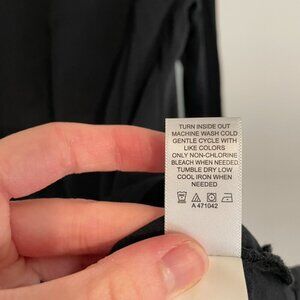 TURN INSIDE OUT
MACHINE WASH COLD
GENTLE CYCLE WITH
LIKE COLORS
ONLY NON-CHLORINE
BLEACH WHEN NEEDED
TUMBLE DRY LOW
COOL IRON WHEN
NEEDED
A 471042